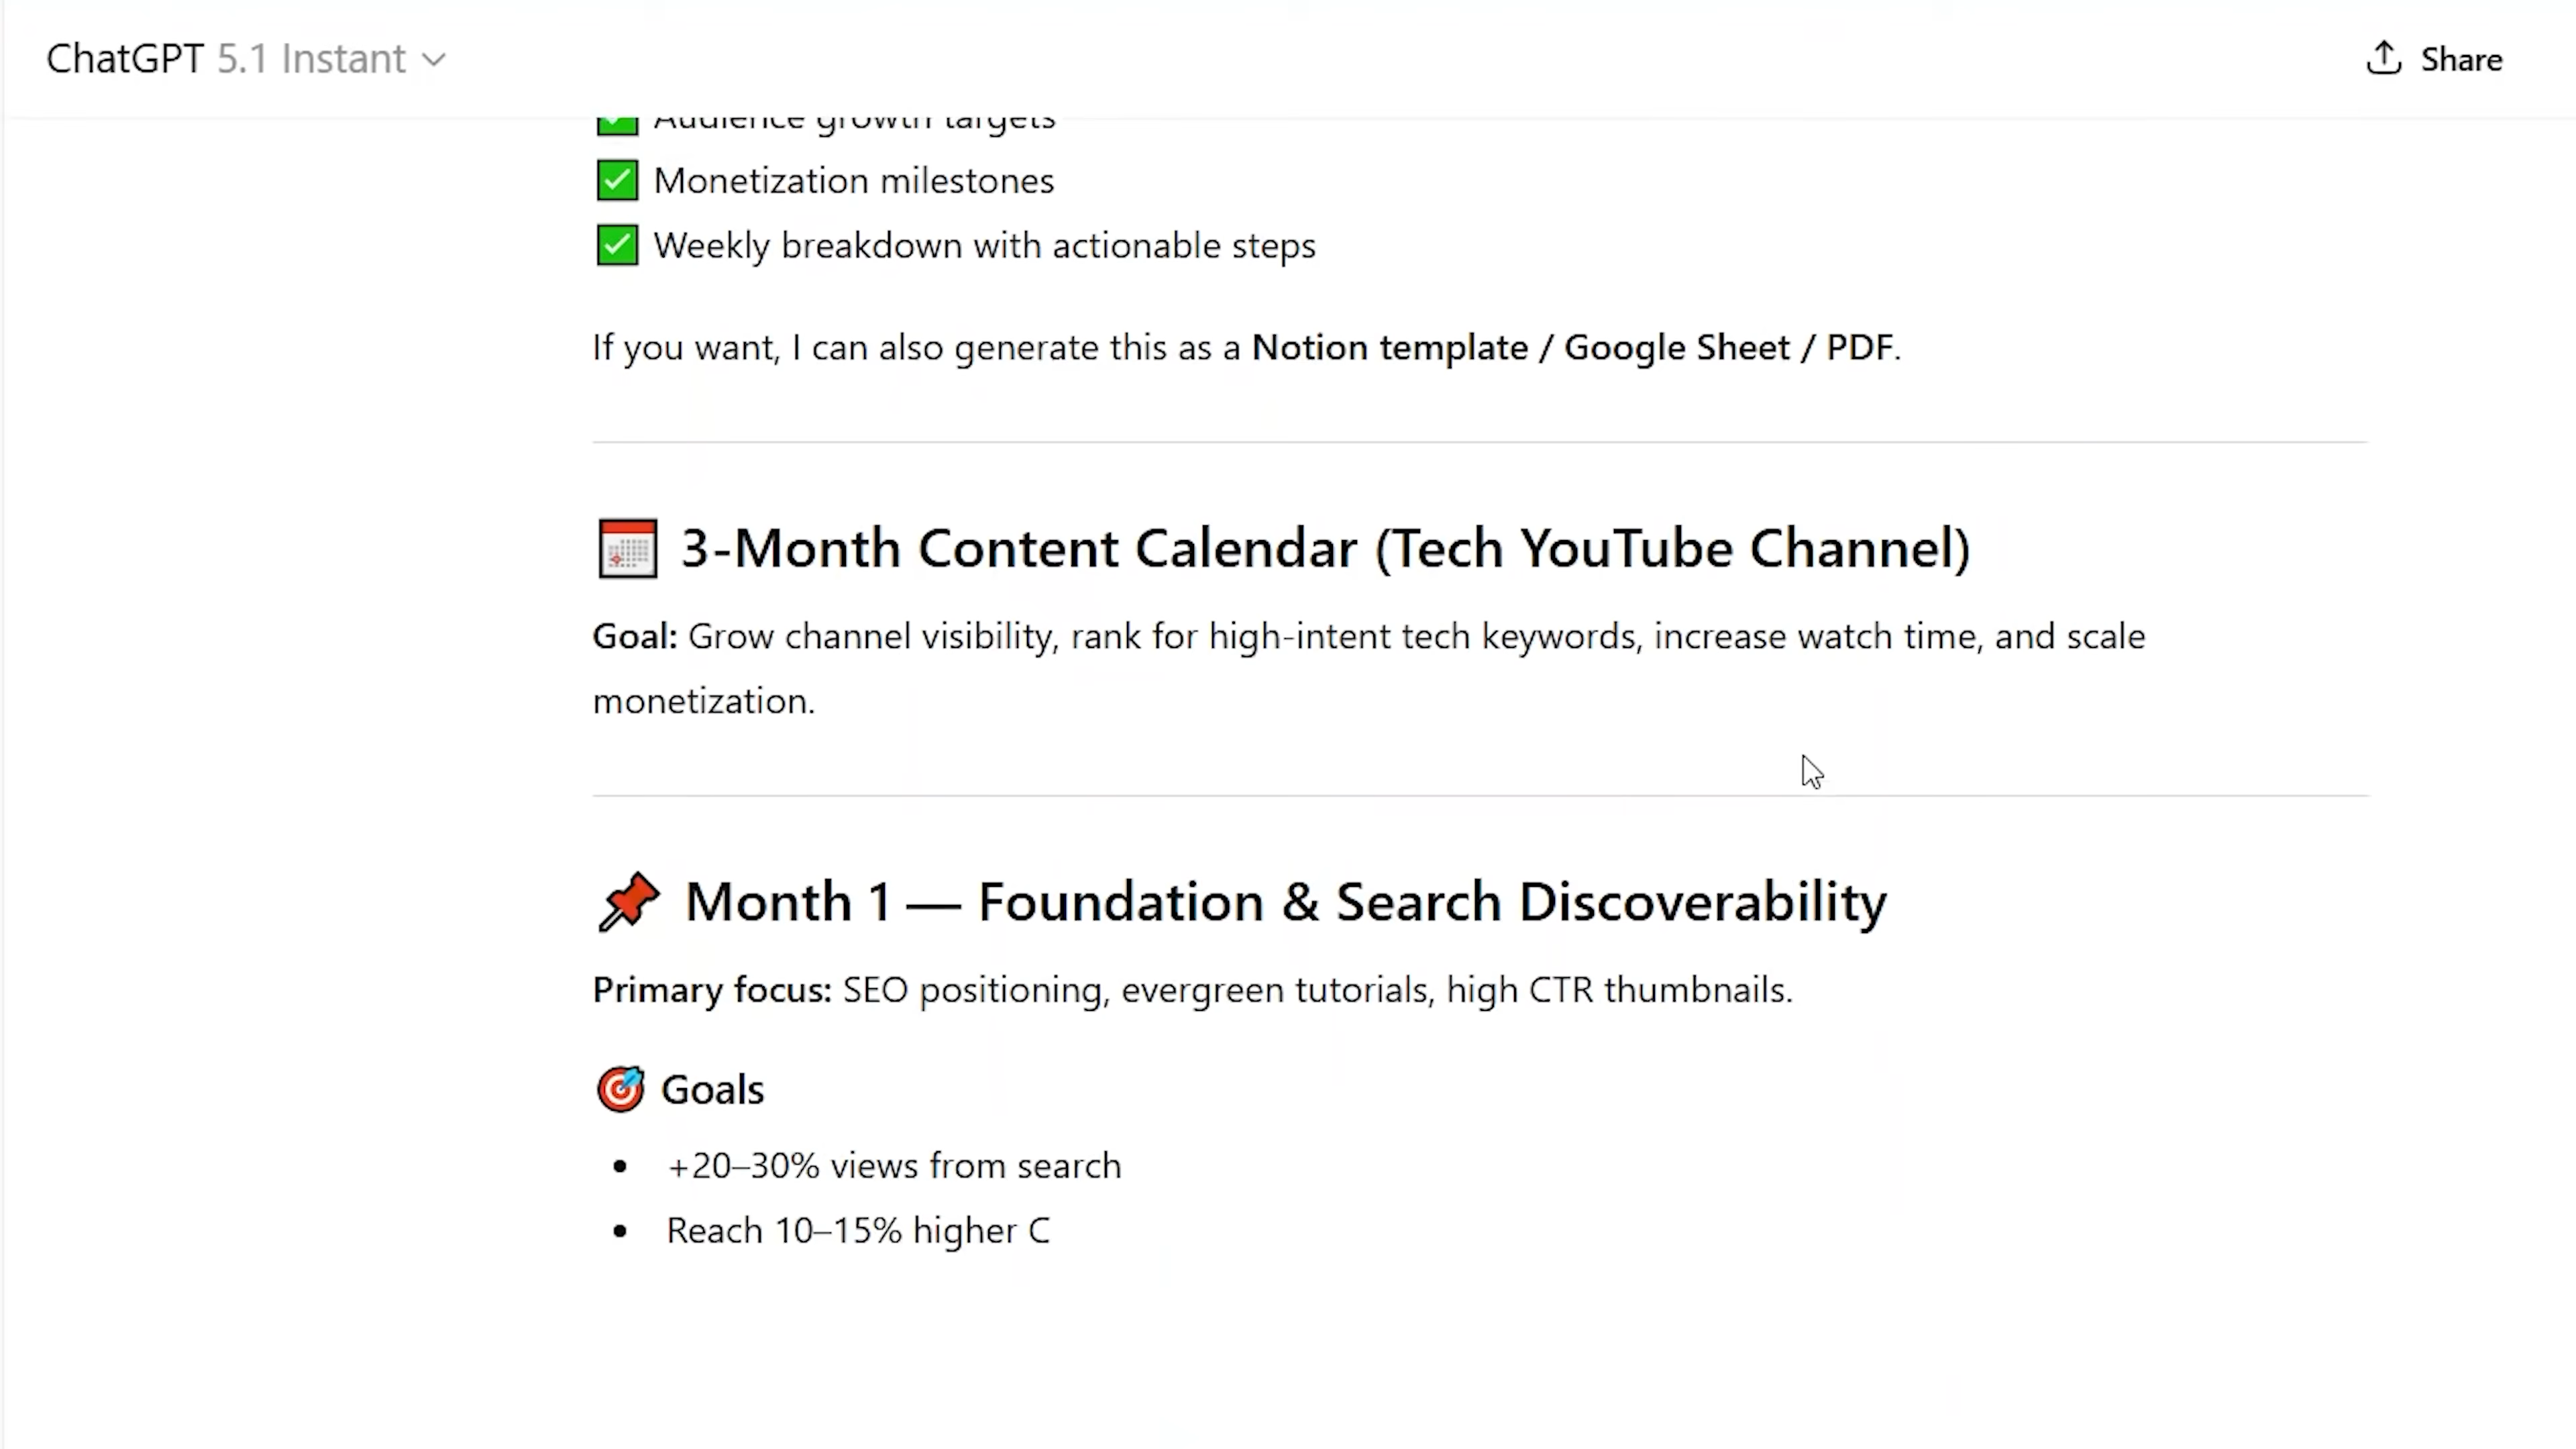 ChatGPT 5.1 Instant
Share
Audience growth targets
Monetization milestones
Weekly breakdown with actionable steps
If you want, I can also generate this as a Notion template / Google Sheet / PDF.
3-Month Content Calendar (Tech YouTube Channel)
Goal: Grow channel visibility, rank for high-intent tech keywords, increase watch time, and scale
monetization.
Month 1 — Foundation & Search Discoverability
Primary focus: SEO positioning, evergreen tutorials, high CTR thumbnails.
Goals
• +20–30% views from search
• Reach 10–15% higher C